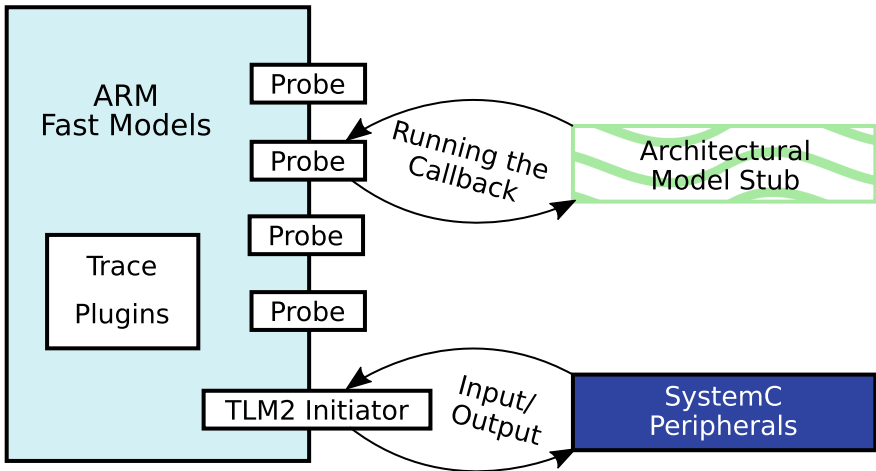 ARM
Fast Models
Probe
Probe
Probe
Probe
Trace
Plugins
TLM2 Initiator
Running the
Callback
Architectural
Model Stub
Input/
Output
SystemC
Peripherals